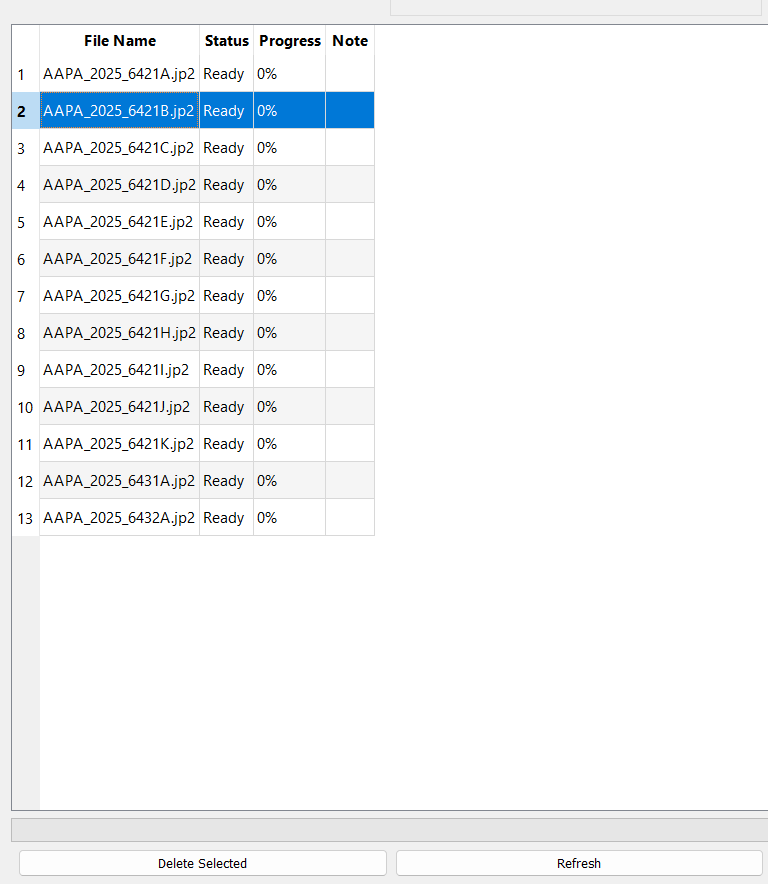 File Name Status Progress Note
1 AAPA_2025_6421A.jp2 Ready 0%
2 AAPA_2025_6421B.jp2 Ready 0%
3 AAPA_2025_6421C.jp2 Ready 0%
4 AAPA_2025_6421D.jp2 Ready 0%
5 AAPA_2025_6421E.jp2 Ready 0%
6 AAPA_2025_6421F.jp2 Ready 0%
7 AAPA_2025_6421G.jp2 Ready 0%
8 AAPA_2025_6421H.jp2 Ready 0%
9 AAPA_2025_6421I.jp2 Ready 0%
10 AAPA_2025_6421J.jp2 Ready 0%
11 AAPA_2025_6421K.jp2 Ready 0%
12 AAPA_2025_6431A.jp2 Ready 0%
13 AAPA_2025_6432A.jp2 Ready 0%
Delete Selected Refresh